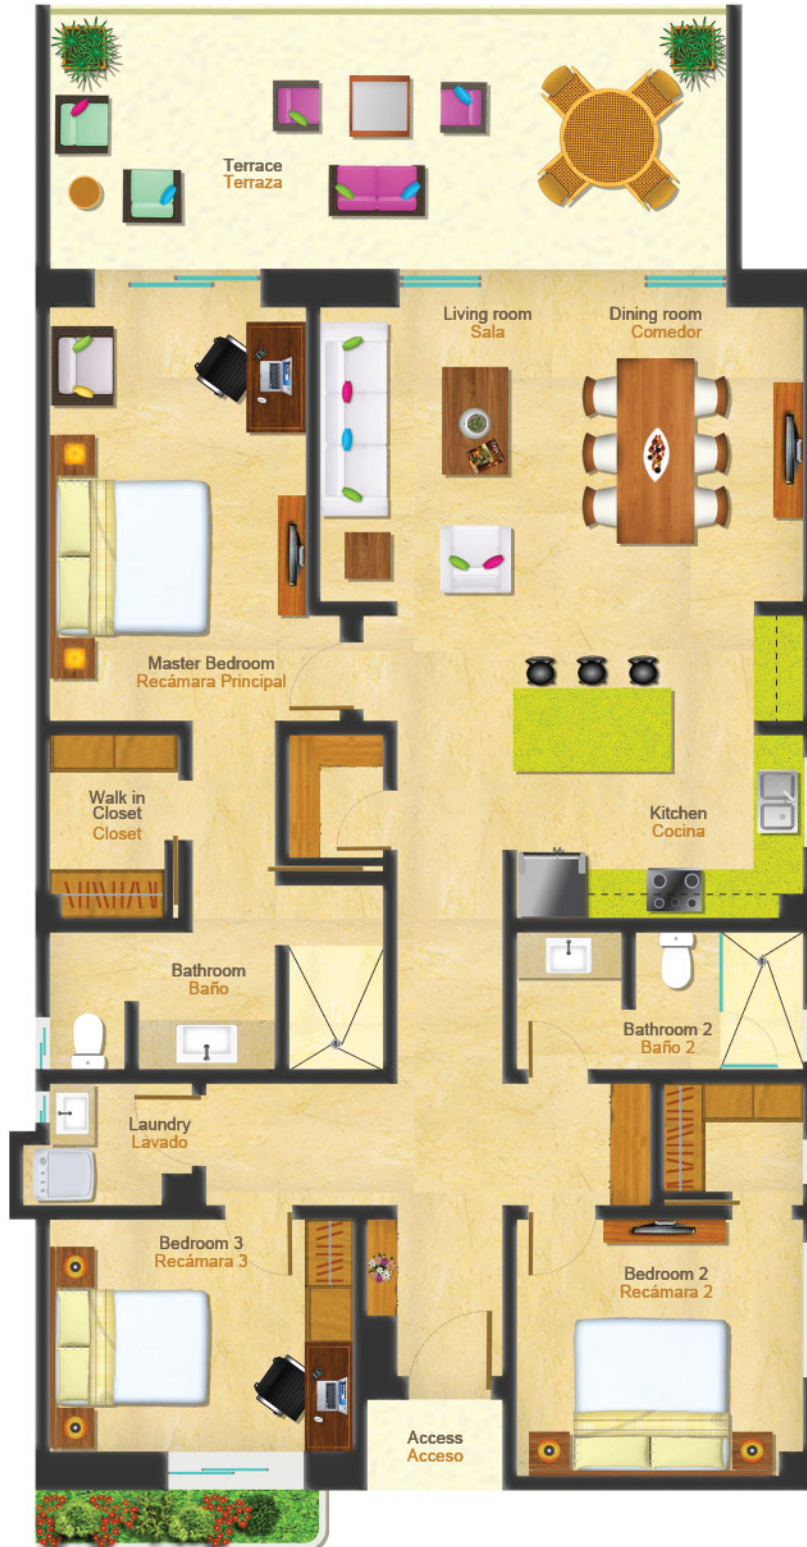 Terrace
Terraza
Living room
Sala
Dining room
Comedor
Master Bedroom
Recámara Principal
Walk in
Closet
Closet
Kitchen
Cocina
Bathroom
Baño
Bathroom 2
Baño 2
Laundry
Lavado
Bedroom 3
Recámara 3
Bedroom 2
Recámara 2
Access
Acceso